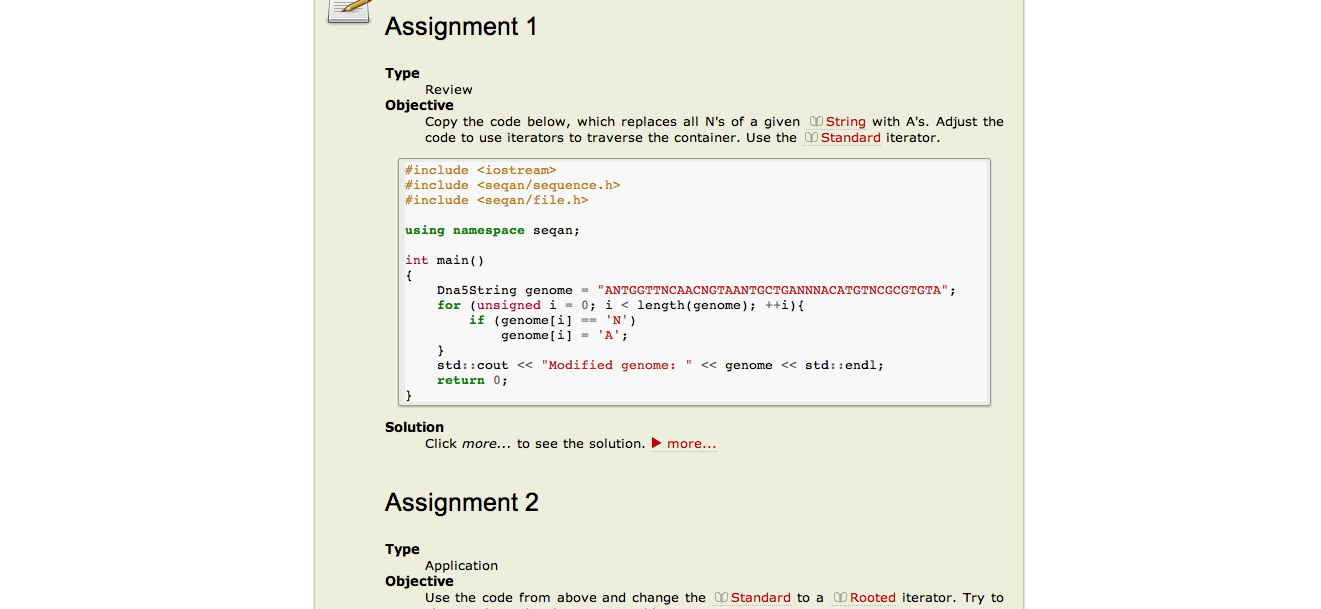 Assignment 1
Type
Review
Objective
Copy the code below, which replaces all N's of a given String with A's. Adjust the
code to use iterators to traverse the container. Use the Standard iterator.
#include <iostream>
#include <seqan/sequence.h>
#include <seqan/file.h>
using namespace seqan;
int main()
{
    Dna5String genome = "ANTGGTTNCAACNGTAANTGCTGANNNACATGTNCGCGTGTA";
    for (unsigned i = 0; i < length(genome); ++i){
        if (genome[i] == 'N')
            genome[i] = 'A';
    }
    std::cout << "Modified genome: " << genome << std::endl;
    return 0;
}
Solution
Click more... to see the solution. ▶ more...
Assignment 2
Type
Application
Objective
Use the code from above and change the Standard to a Rooted iterator. Try to